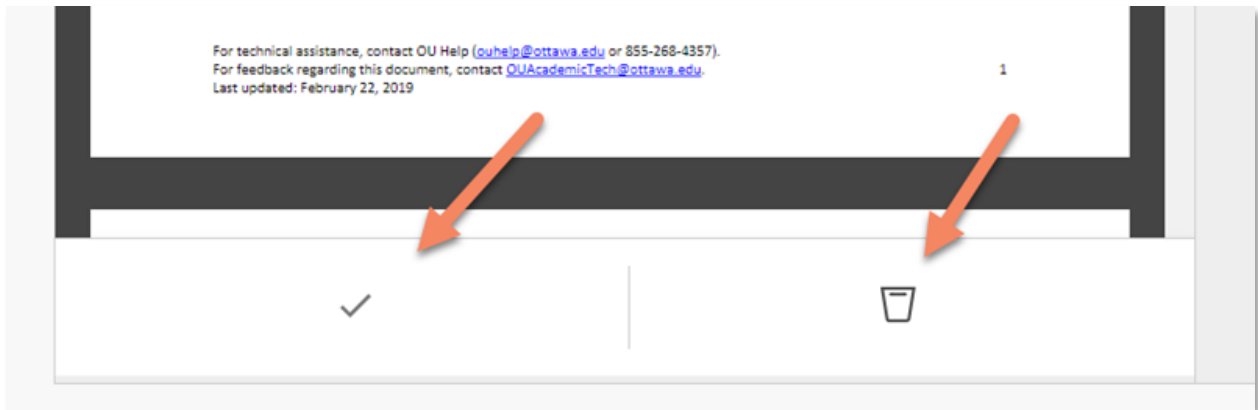 For technical assistance, contact OU Help (ouhelp@ottawa.edu or 855-268-4357).
For feedback regarding this document, contact OUAcademicTech@ottawa.edu.
1
Last updated: February 22, 2019